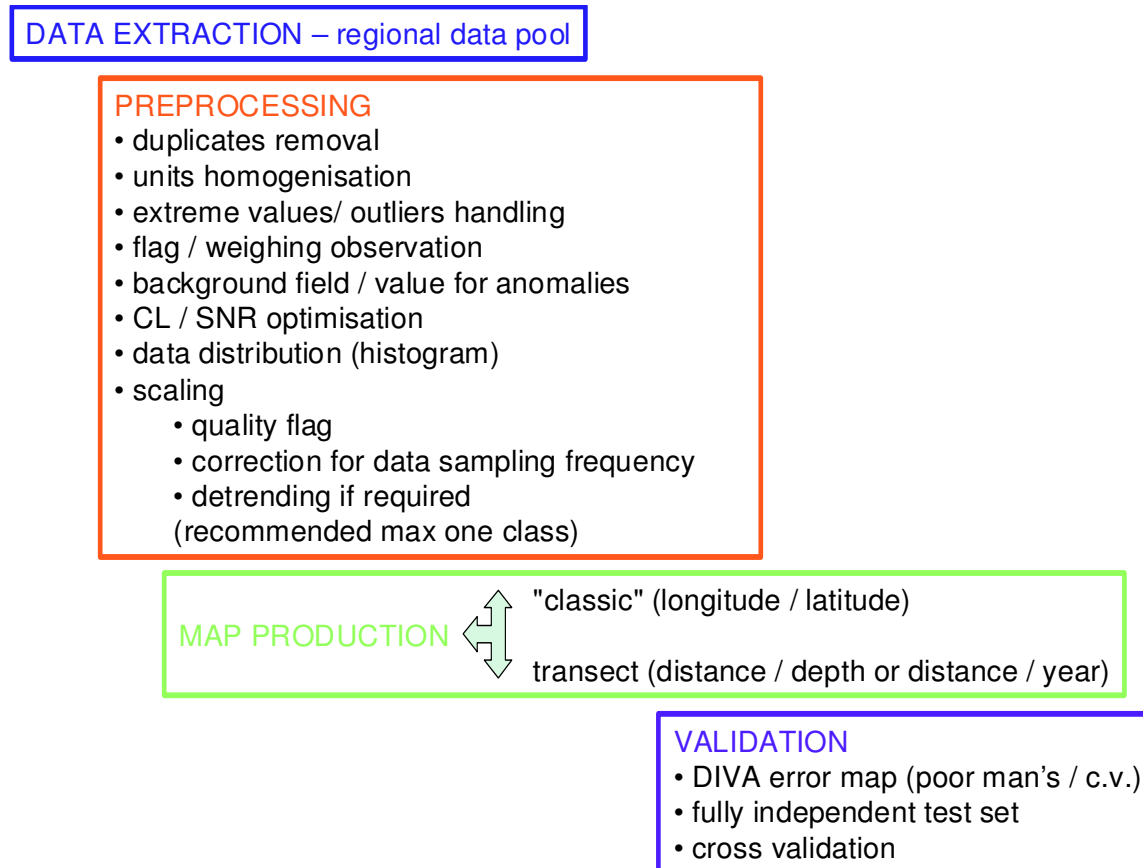 DATA EXTRACTION – regional data pool
PREPROCESSING
• duplicates removal
• units homogenisation
• extreme values/ outliers handling
• flag / weighing observation
• background field / value for anomalies
• CL / SNR optimisation
• data distribution (histogram)
• scaling
• quality flag
• correction for data sampling frequency
• detrending if required
(recommended max one class)
MAP PRODUCTION
"classic" (longitude / latitude)
transect (distance / depth or distance / year)
VALIDATION
• DIVA error map (poor man's / c.v.)
• fully independent test set
• cross validation